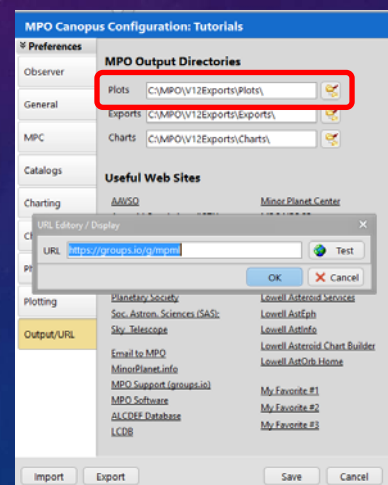 MPO Canopus Configuration: Tutorials
Preferences
Observer
General
MPC
Catalogs
Charting
Plotting
Output/URL
MPO Output Directories
Plots C:\MPO\V12Exports\Plots\
Exports C:\MPO\V12Exports\Exports\
Charts C:\MPO\V12Exports\Charts\
Useful Web Sites
AAVSO
Minor Planet Center
URL Editory / Display
URL https://groups.io/g/mpml Test
OK Cancel
Planetary Society
Soc. Astron. Sciences (SAS):
Sky Telescope
Email to MPO
MinorPlanet.info
MPO Support (groups.io)
MPO Software
ALCDEF Database
LCDB
Lowell Asteroid Services
Lowell AstEph
Lowell AstInfo
Lowell Asteroid Chart Builder
Lowell AstOrb Home
My Favorite #1
My Favorite #2
My Favorite #3
Import Export Save Cancel